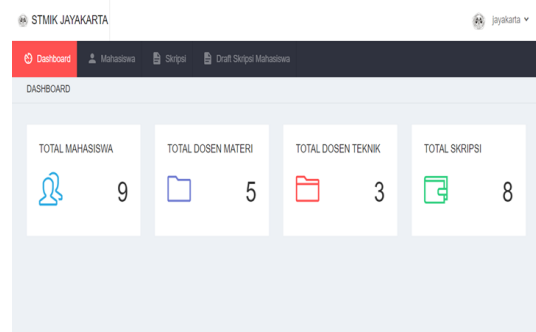 STMIK JAYAKARTA
jayakarta
Dashboard Mahasiswa Skripsi Draft Skripsi Mahasiswa
DASHBOARD
TOTAL MAHASISWA TOTAL DOSEN MATERI TOTAL DOSEN TEKNIK TOTAL SKRIPSI
9 5 3 8